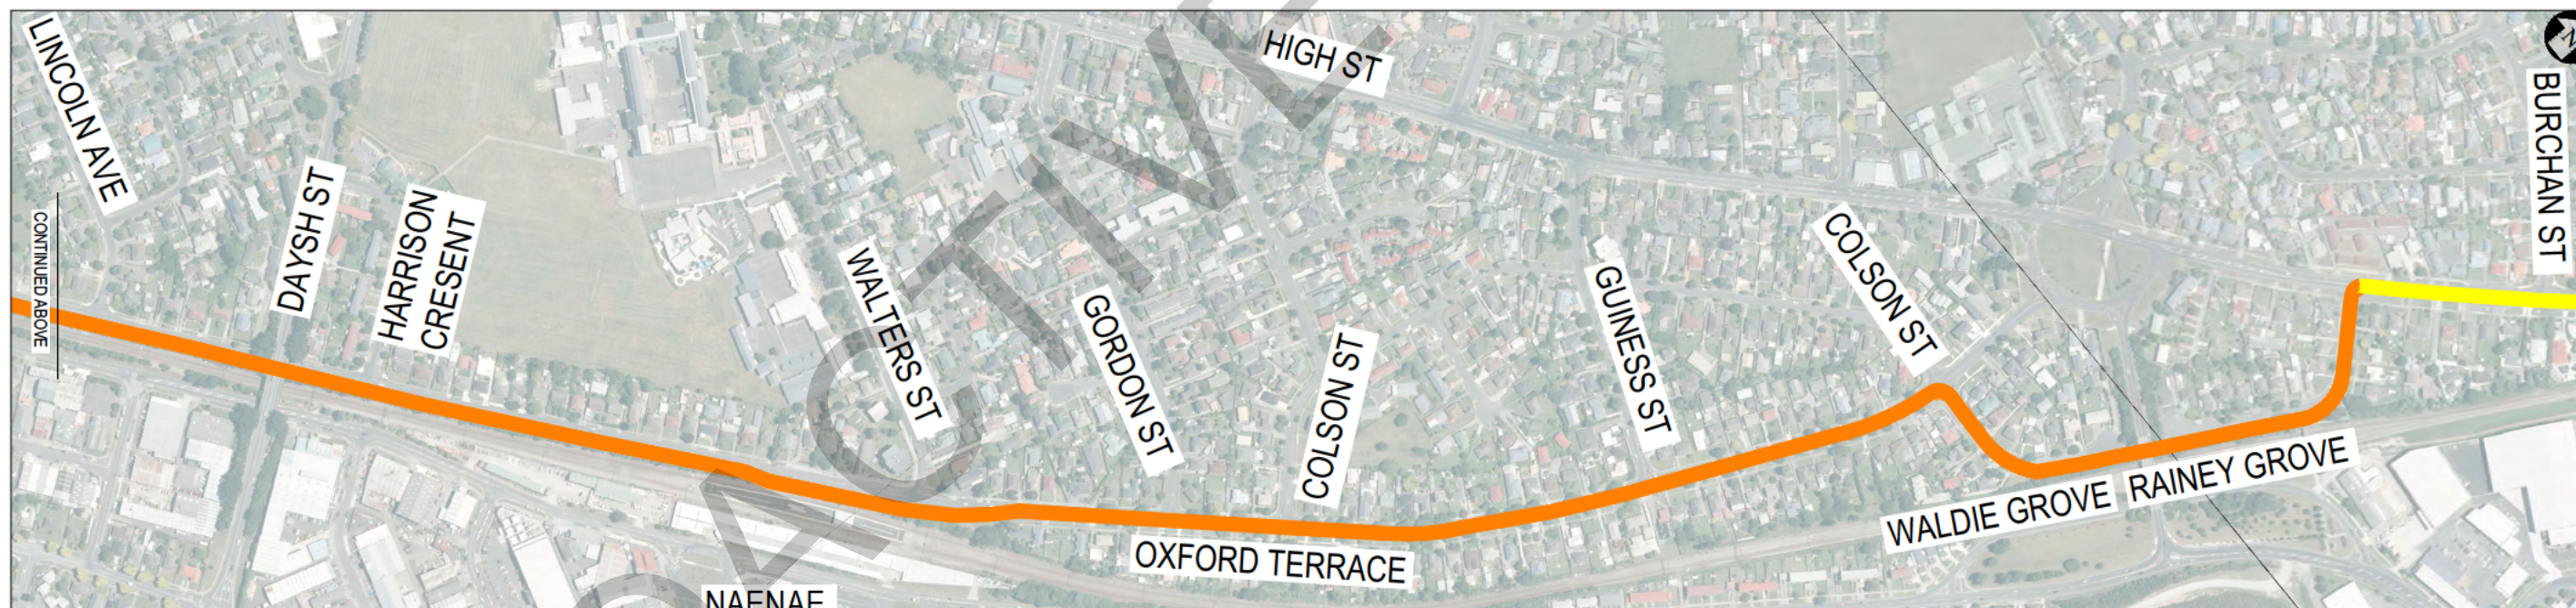 LINCOLN AVE
CONTINUED ABOVE
DAYSH ST
HARRISON
CRESENT
WALTERS ST
GORDON ST
HIGH ST
COLSON ST
GUINESS ST
COLSON ST
BURCHAN ST
N
OXFORD TERRACE
WALDIE GROVE
RAINEY GROVE
NAENAE
ACTIVE